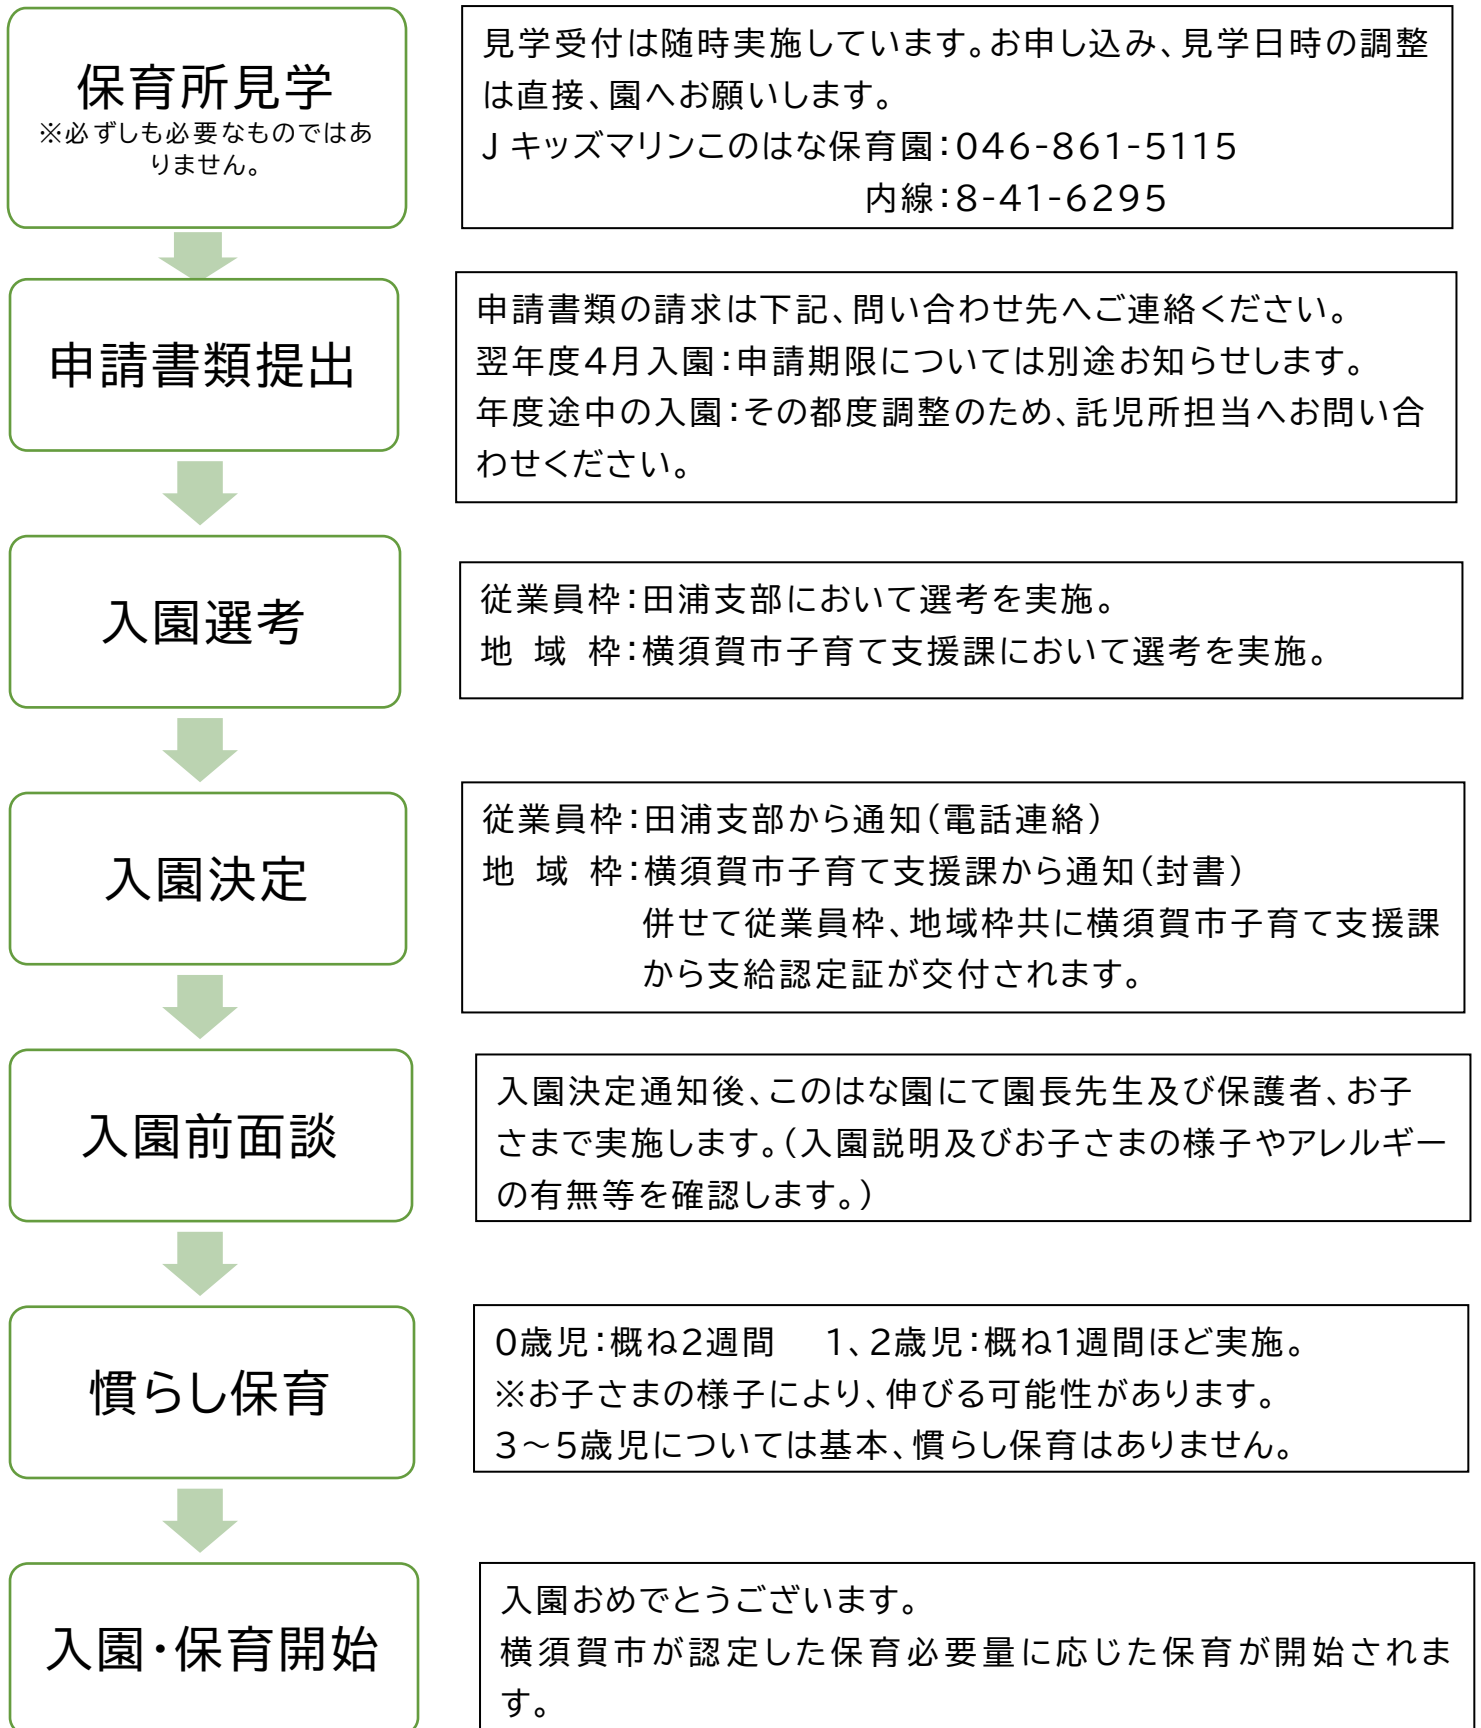 保育所見学
※必ずしも必要なものではあ
りません。
見学受付は随時実施しています。お申し込み、見学日時の調整
は直接、園へお願いします。
Jキッズマリンこのはな保育園：046-861-5115
内線：8-41-6295
申請書類提出
申請書類の請求は下記、問い合わせ先へご連絡ください。
翌年度4月入園：申請期限については別途お知らせします。
年度途中の入園：その都度調整のため、託児所担当へお問い合
わせください。
入園選考
従業員枠：田浦支部において選考を実施。
地 域 枠：横須賀市子育て支援課において選考を実施。
入園決定
従業員枠：田浦支部から通知（電話連絡）
地 域 枠：横須賀市子育て支援課から通知（封書）
併せて従業員枠、地域枠共に横須賀市子育て支援課
から支給認定証が交付されます。
入園前面談
入園決定通知後、このはな園にて園長先生及び保護者、お子
さまで実施します。（入園説明及びお子さまの様子やアレルギー
の有無等を確認します。）
慣らし保育
0歳児：概ね2週間　1、2歳児：概ね1週間ほど実施。
※お子さまの様子により、伸びる可能性があります。
3～5歳児については基本、慣らし保育はありません。
入園・保育開始
入園おめでとうございます。
横須賀市が認定した保育必要量に応じた保育が開始されま
す。